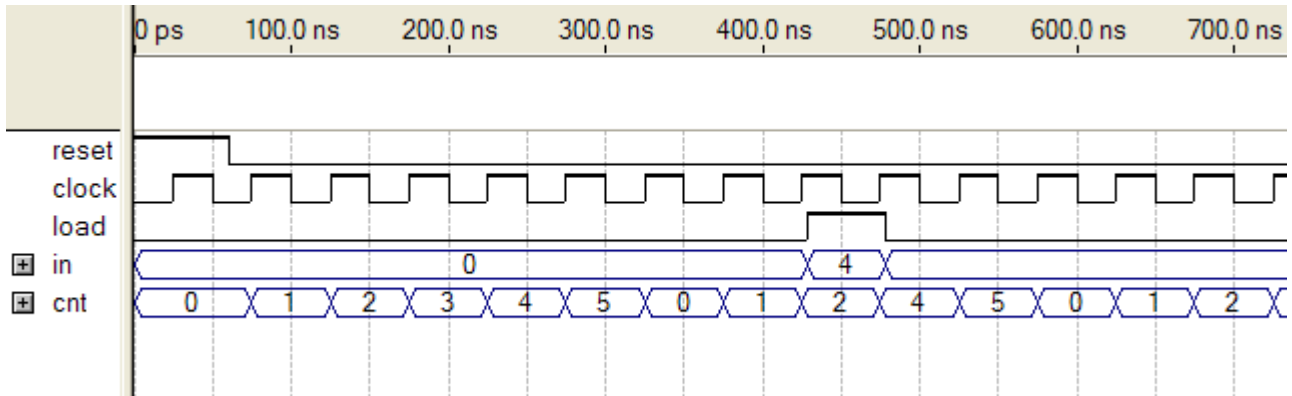 0 ps 100.0 ns 200.0 ns 300.0 ns 400.0 ns 500.0 ns 600.0 ns 700.0 ns
reset
clock
load
in 0 4
cnt 0 1 2 3 4 5 0 1 2 4 5 0 1 2